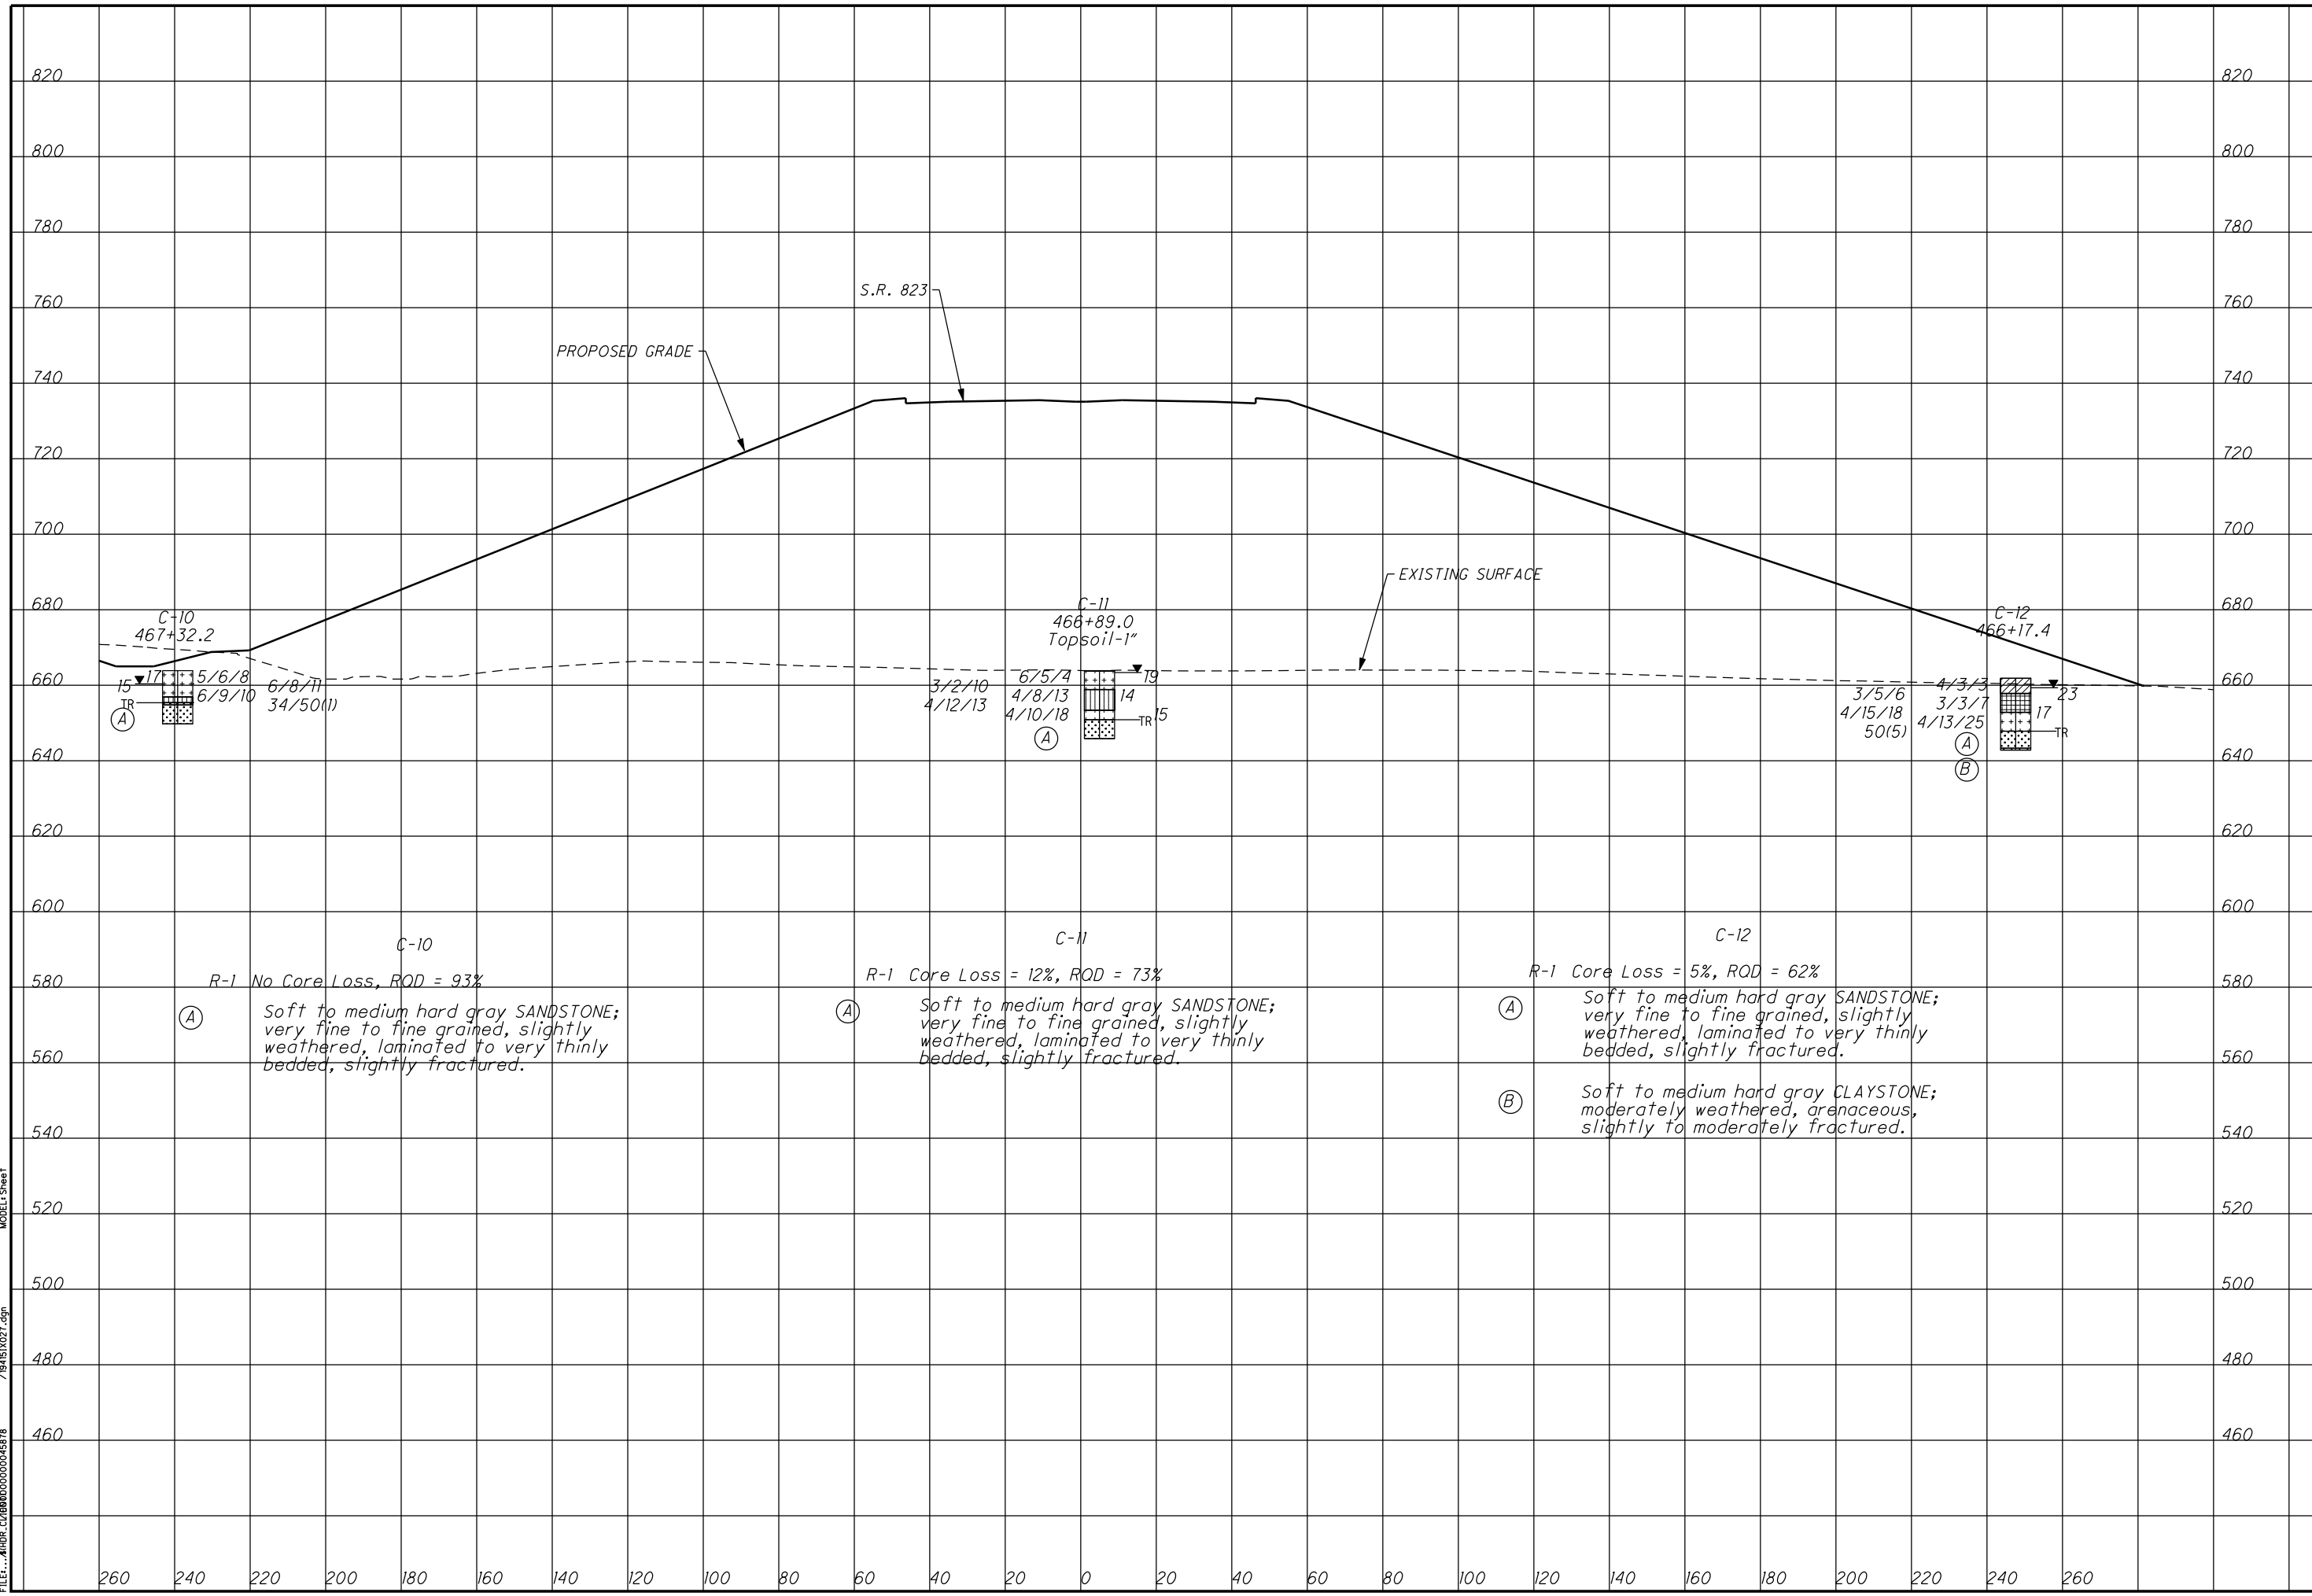 820 820
800 800
780 780
760 760
S.R. 823
PROPOSED GRADE
740 740
720 720
700 700
EXISTING SURFACE
680 680
C-10
467+32.2
C-11
466+89.0
Topsoil-1"
C-12
466+17.4
660 660
15 17 5/6/8 6/8/11
TR 6/9/10 34/50(1)
A
3/2/10 6/5/4 19
4/12/13 4/8/13 14
4/10/18 TR 15
A
3/5/6 4/3/3 23
4/15/18 3/3/7 17
50(5) 4/13/25 TR
A
B
640 640
620 620
600 600
C-10
R-1 No Core Loss, RQD = 93%
A Soft to medium hard gray SANDSTONE;
very fine to fine grained, slightly
weathered, laminated to very thinly
bedded, slightly fractured.
C-11
R-1 Core Loss = 12%, RQD = 73%
A Soft to medium hard gray SANDSTONE;
very fine to fine grained, slightly
weathered, laminated to very thinly
bedded, slightly fractured.
C-12
R-1 Core Loss = 5%, RQD = 62%
A Soft to medium hard gray SANDSTONE;
very fine to fine grained, slightly
weathered, laminated to very thinly
bedded, slightly fractured.
B Soft to medium hard gray CLAYSTONE;
moderately weathered, arenaceous,
slightly to moderately fractured.
580 580
560 560
540 540
520 520
500 500
480 480
460 460
260 240 220 200 180 160 140 120 100 80 60 40 20 0 20 40 60 80 100 120 140 160 180 200 220 240 260
MODEL: Sheet
FILE: